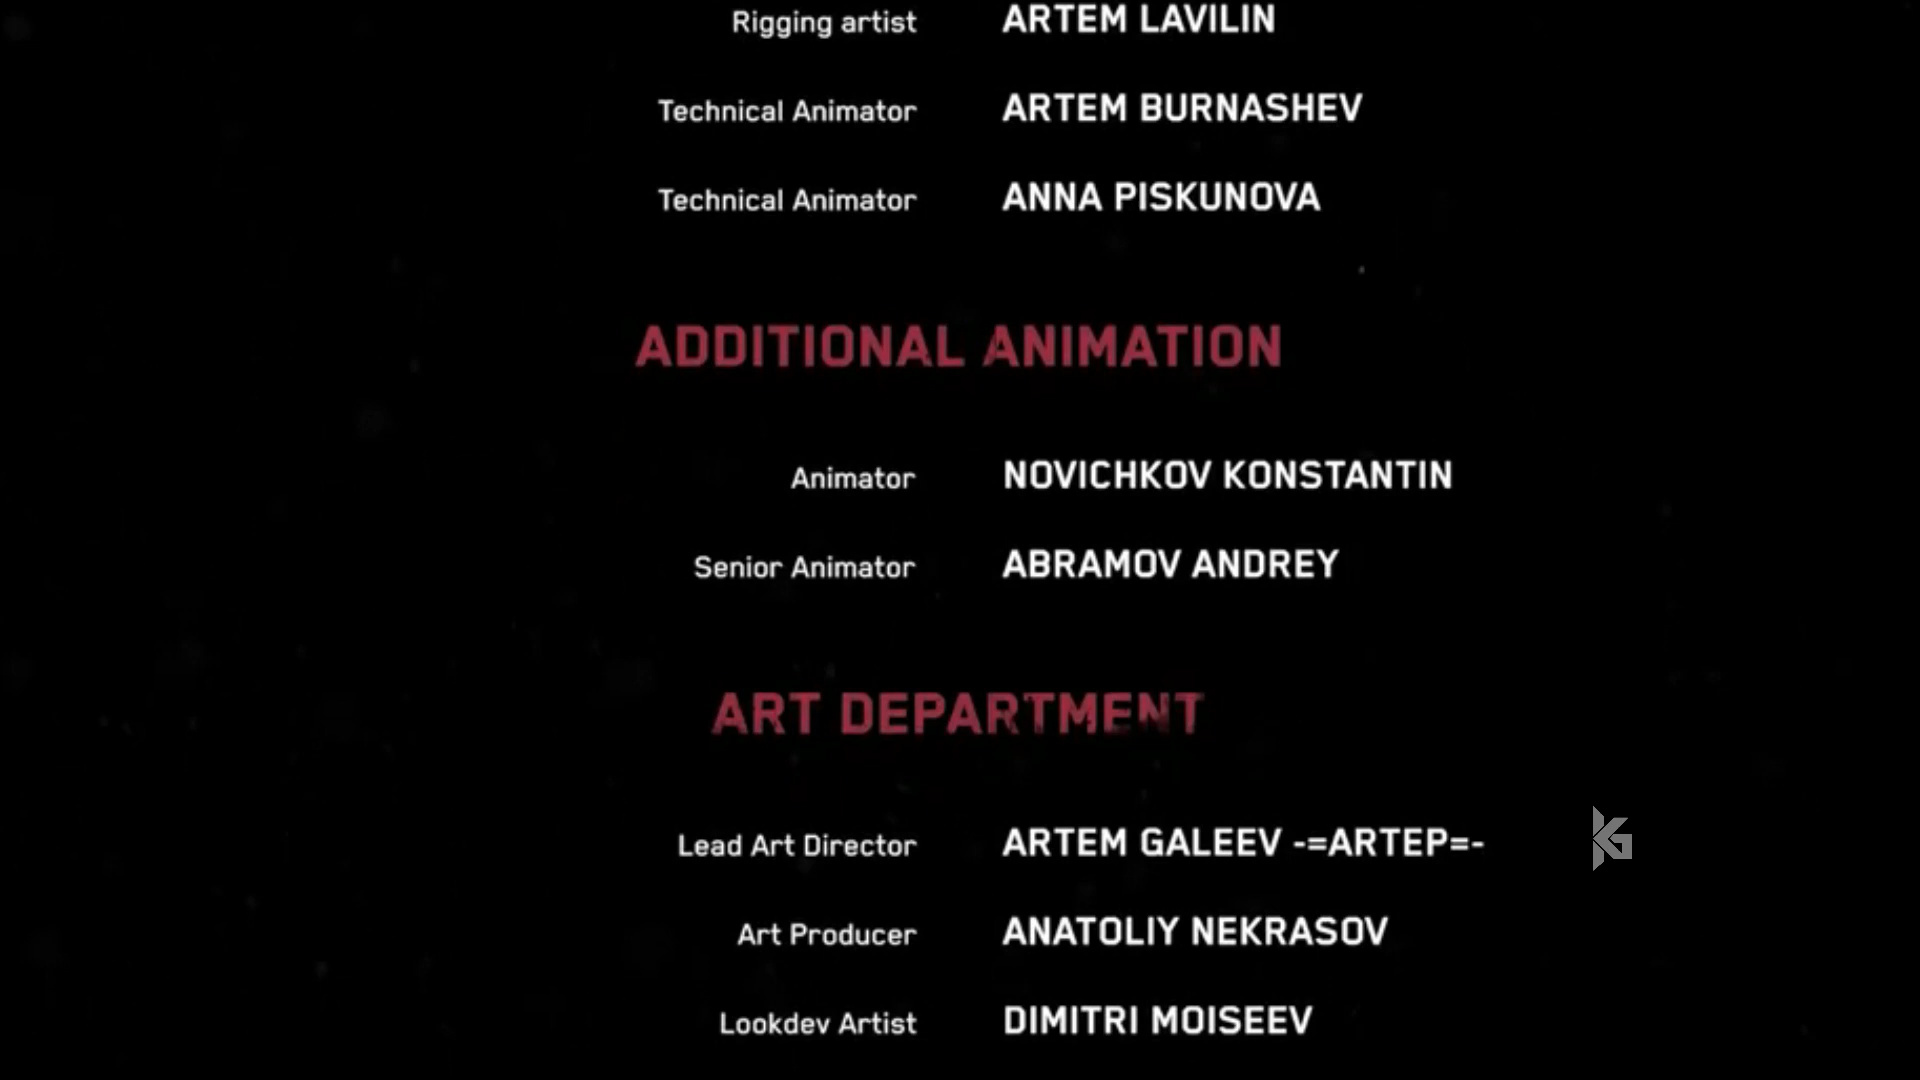 Rigging artist ARTEM LAVILIN
Technical Animator ARTEM BURNASHEV
Technical Animator ANNA PISKUNOVA
ADDITIONAL ANIMATION
Animator NOVICHKOV KONSTANTIN
Senior Animator ABRAMOV ANDREY
ART DEPARTMENT
Lead Art Director ARTEM GALEEV -=ARTEP=-
Art Producer ANATOLIY NEKRASOV
Lookdev Artist DIMITRI MOISEEV
KG